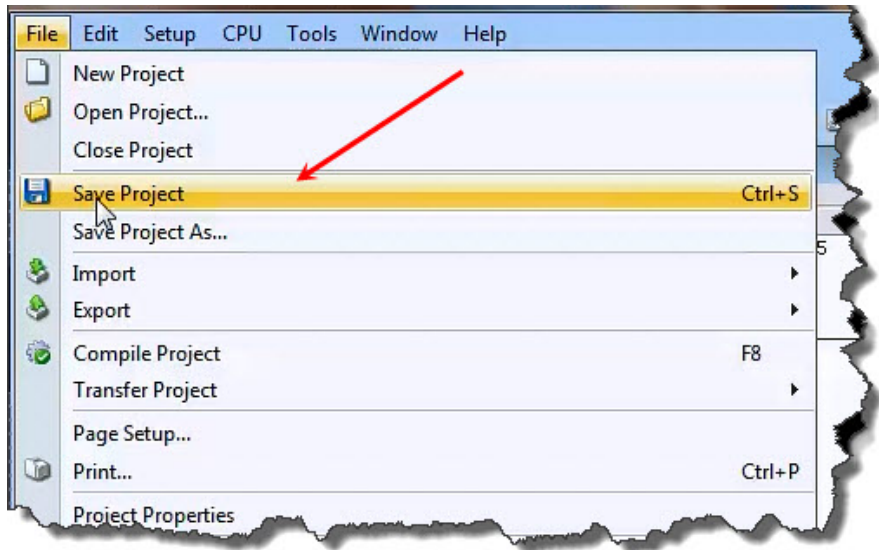 File Edit Setup CPU Tools Window Help
New Project
Open Project...
Close Project
Save Project Ctrl+S
Save Project As...
5
Import
Export
Compile Project F8
Transfer Project
Page Setup...
Print... Ctrl+P
Project Properties